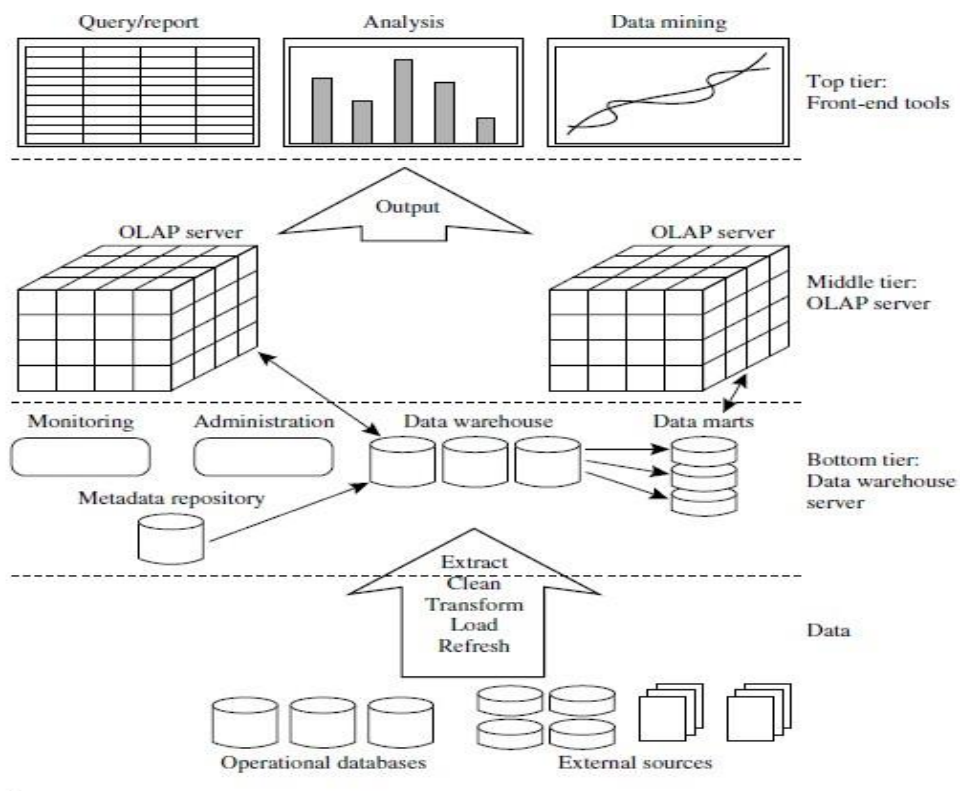 Query/report
Analysis
Data mining
Top tier:
Front-end tools
Output
OLAP server
OLAP server
Middle tier:
OLAP server
Monitoring
Administration
Data warehouse
Data marts
Bottom tier:
Data warehouse
server
Metadata repository
Extract
Clean
Transform
Load
Refresh
Data
Operational databases
External sources